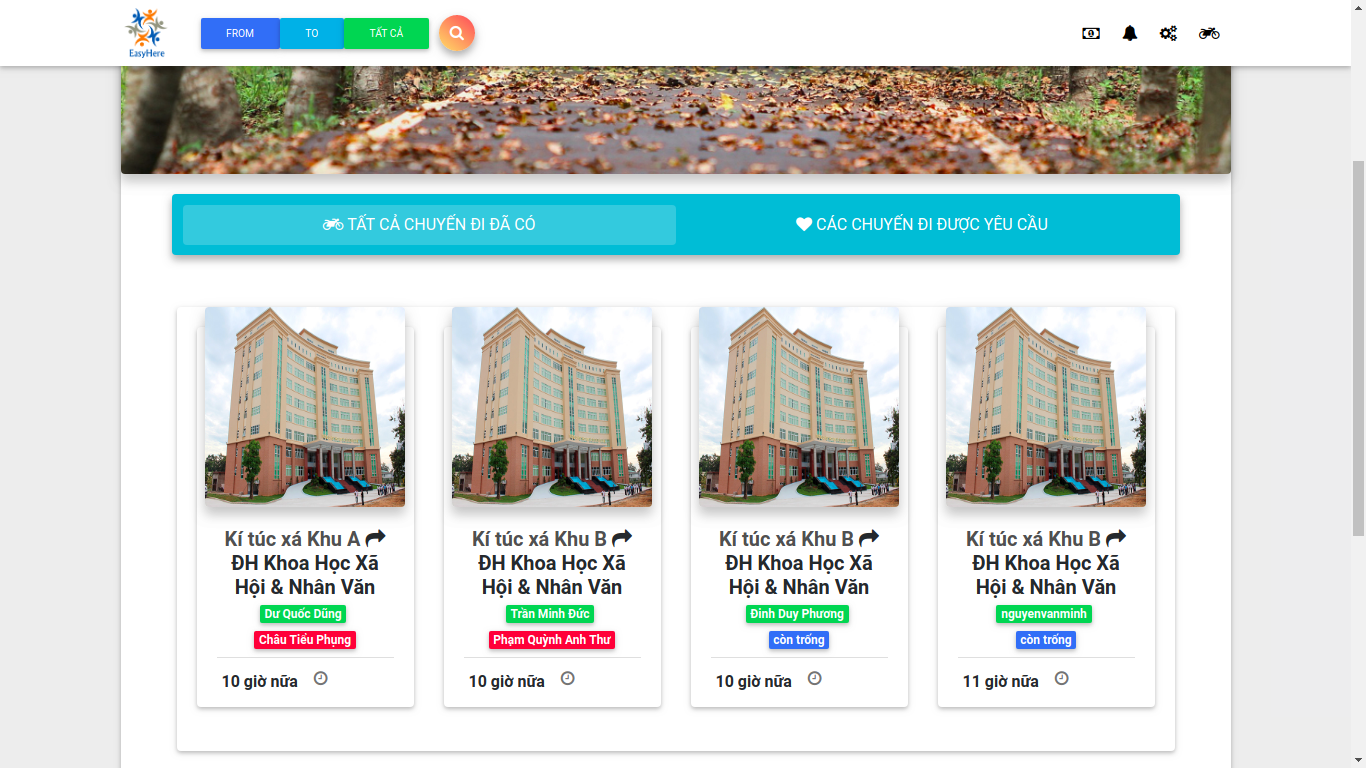 EasyHere
FROM
TO
TẤT CẢ
TẤT CẢ CHUYẾN ĐI ĐÃ CÓ
CÁC CHUYẾN ĐI ĐƯỢC YÊU CẦU
Kí túc xá Khu A
ĐH Khoa Học Xã
Hội & Nhân Văn
Dư Quốc Dũng
Châu Tiểu Phụng
10 giờ nữa
Kí túc xá Khu B
ĐH Khoa Học Xã
Hội & Nhân Văn
Trần Minh Đức
Phạm Quỳnh Anh Thư
10 giờ nữa
Kí túc xá Khu B
ĐH Khoa Học Xã
Hội & Nhân Văn
Đinh Duy Phương
còn trống
10 giờ nữa
Kí túc xá Khu B
ĐH Khoa Học Xã
Hội & Nhân Văn
nguyenvanminh
còn trống
11 giờ nữa